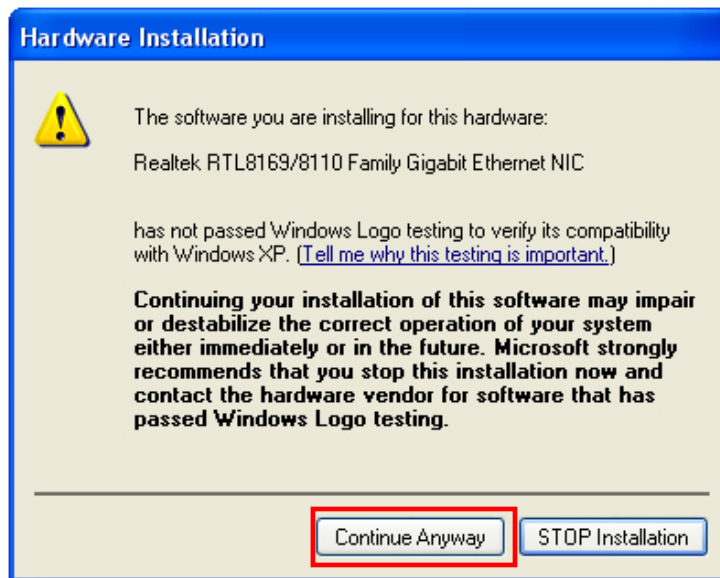 Hardware Installation
The software you are installing for this hardware:
Realtek RTL8169/8110 Family Gigabit Ethernet NIC
has not passed Windows Logo testing to verify its compatibility
with Windows XP. (Tell me why this testing is important.)
Continuing your installation of this software may impair
or destabilize the correct operation of your system
either immediately or in the future. Microsoft strongly
recommends that you stop this installation now and
contact the hardware vendor for software that has
passed Windows Logo testing.
Continue Anyway
STOP Installation